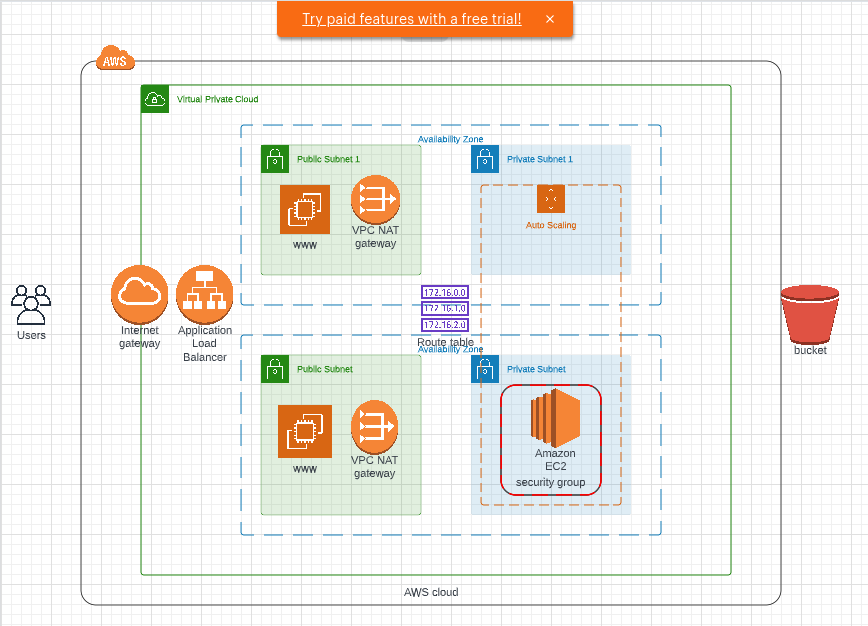 Try paid features with a free trial! ×
AWS
Virtual Private Cloud
Availability Zone
Public Subnet 1
Private Subnet 1
www
VPC NAT
gateway
Auto Scaling
Users
Internet
gateway
Application
Load
Balancer
172.16.0.0
172.16.1.0
172.16.2.0
Route table
bucket
Availability Zone
Public Subnet
Private Subnet
www
VPC NAT
gateway
Amazon
EC2
security group
AWS cloud